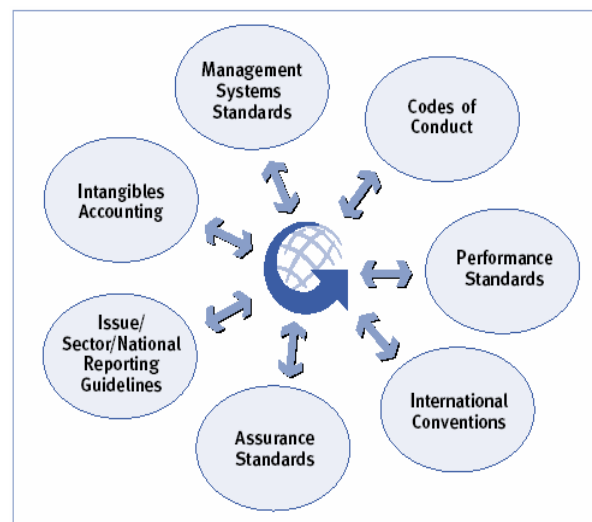 Management
Systems
Standards
Codes of
Conduct
Intangibles
Accounting
Performance
Standards
Issue/
Sector/National
Reporting
Guidelines
International
Conventions
Assurance
Standards